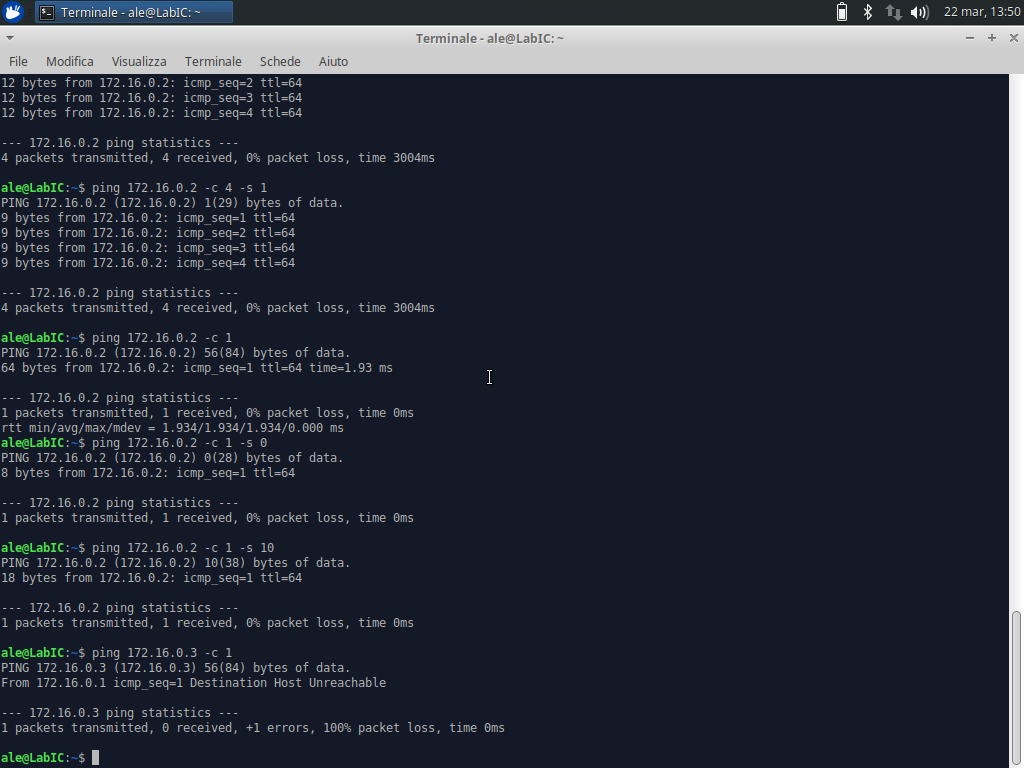 Terminale - ale@LabIC: ~
22 mar, 13:50
Terminale - ale@LabIC: ~
File Modifica Visualizza Terminale Schede Aiuto
12 bytes from 172.16.0.2: icmp_seq=2 ttl=64
12 bytes from 172.16.0.2: icmp_seq=3 ttl=64
12 bytes from 172.16.0.2: icmp_seq=4 ttl=64
--- 172.16.0.2 ping statistics ---
4 packets transmitted, 4 received, 0% packet loss, time 3004ms
ale@LabIC:~$ ping 172.16.0.2 -c 4 -s 1
PING 172.16.0.2 (172.16.0.2) 1(29) bytes of data.
9 bytes from 172.16.0.2: icmp_seq=1 ttl=64
9 bytes from 172.16.0.2: icmp_seq=2 ttl=64
9 bytes from 172.16.0.2: icmp_seq=3 ttl=64
9 bytes from 172.16.0.2: icmp_seq=4 ttl=64
--- 172.16.0.2 ping statistics ---
4 packets transmitted, 4 received, 0% packet loss, time 3004ms
ale@LabIC:~$ ping 172.16.0.2 -c 1
PING 172.16.0.2 (172.16.0.2) 56(84) bytes of data.
64 bytes from 172.16.0.2: icmp_seq=1 ttl=64 time=1.93 ms
--- 172.16.0.2 ping statistics ---
1 packets transmitted, 1 received, 0% packet loss, time 0ms
rtt min/avg/max/mdev = 1.934/1.934/1.934/0.000 ms
ale@LabIC:~$ ping 172.16.0.2 -c 1 -s 0
PING 172.16.0.2 (172.16.0.2) 0(28) bytes of data.
8 bytes from 172.16.0.2: icmp_seq=1 ttl=64
--- 172.16.0.2 ping statistics ---
1 packets transmitted, 1 received, 0% packet loss, time 0ms
ale@LabIC:~$ ping 172.16.0.2 -c 1 -s 10
PING 172.16.0.2 (172.16.0.2) 10(38) bytes of data.
18 bytes from 172.16.0.2: icmp_seq=1 ttl=64
--- 172.16.0.2 ping statistics ---
1 packets transmitted, 1 received, 0% packet loss, time 0ms
ale@LabIC:~$ ping 172.16.0.3 -c 1
PING 172.16.0.3 (172.16.0.3) 56(84) bytes of data.
From 172.16.0.1 icmp_seq=1 Destination Host Unreachable
--- 172.16.0.3 ping statistics ---
1 packets transmitted, 0 received, +1 errors, 100% packet loss, time 0ms
ale@LabIC:~$